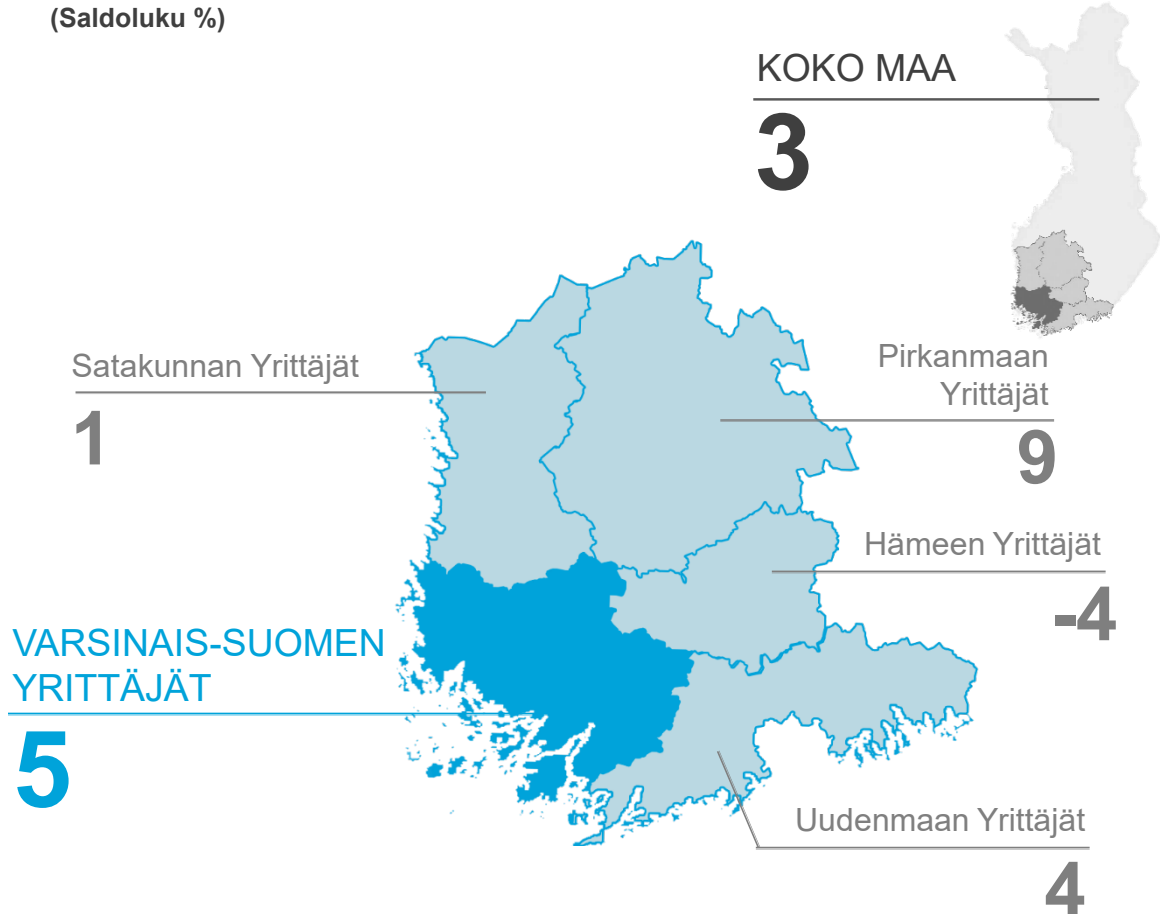 (Saldoluku %)
KOKO MAA
3
Satakunnan Yrittäjät
1
Pirkanmaan
Yrittäjät
9
Hämeen Yrittäjät
-4
VARSINAIS-SUOMEN
YRITTÄJÄT
5
Uudenmaan Yrittäjät
4